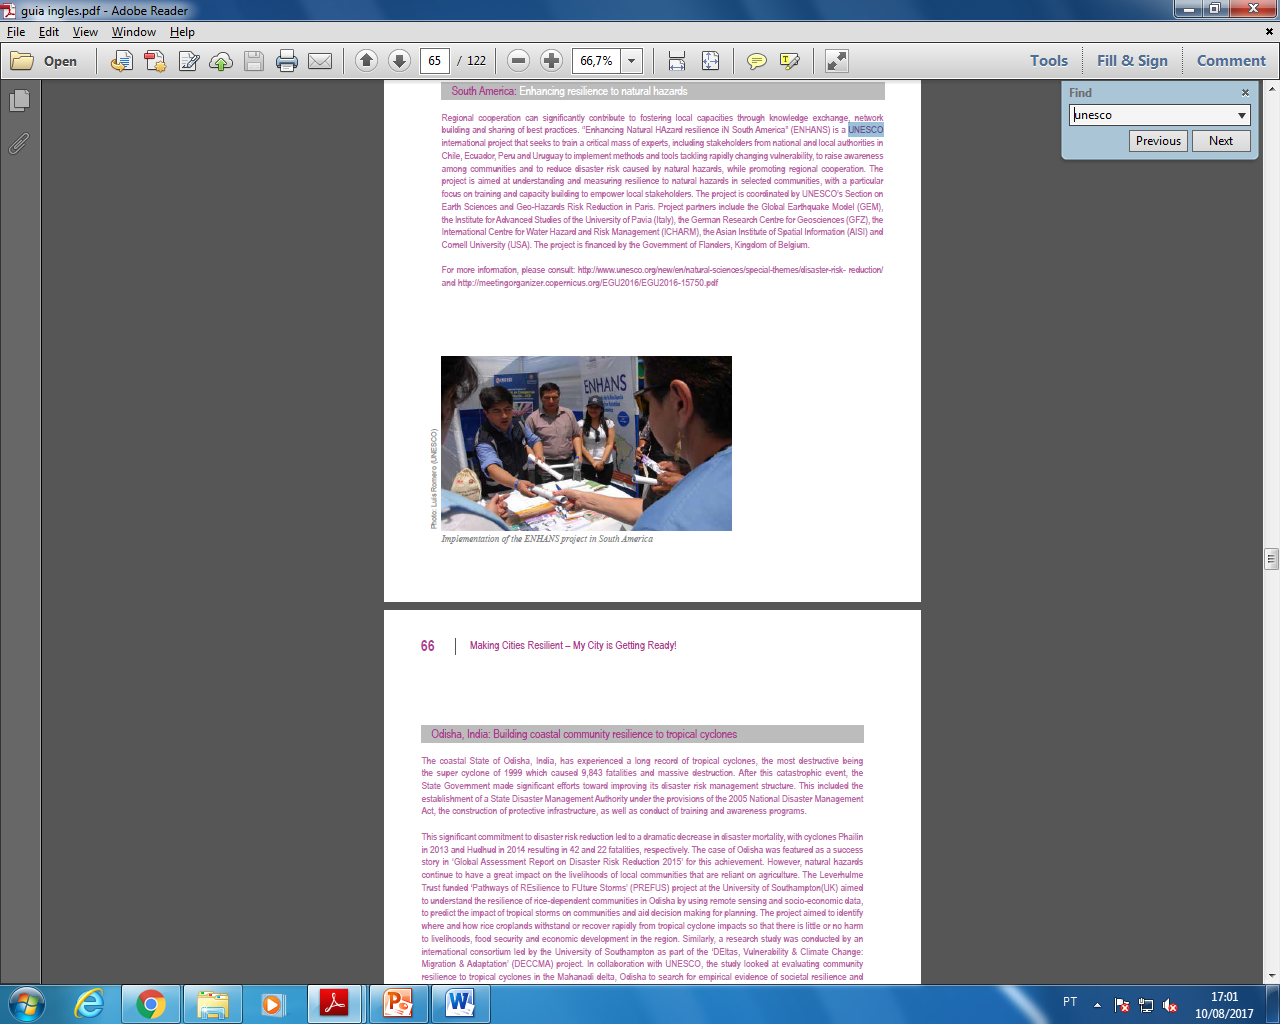 guia ingles.pdf - Adobe Reader
File Edit View Window Help
Open 65 / 122 66,7% Tools Fill & Sign Comment
Find
unesco
Previous Next
South America: Enhancing resilience to natural hazards
Regional cooperation can significantly contribute to fostering local capacities through knowledge exchange, network
building and sharing of best practices. "Enhancing Natural HAzard resilience iN South America" (ENHANS) is a UNESCO
international project that seeks to train a critical mass of experts, including stakeholders from national and local authorities in
Chile, Ecuador, Peru and Uruguay to implement methods and tools tackling rapidly changing vulnerability, to raise awareness
among communities and to reduce disaster risk caused by natural hazards, while promoting regional cooperation. The
project is aimed at understanding and measuring resilience to natural hazards in selected communities, with a particular
focus on training and capacity building to empower local stakeholders. The project is coordinated by UNESCO's Section on
Earth Sciences and Geo-Hazards Risk Reduction in Paris. Project partners include the Global Earthquake Model (GEM),
the Institute for Advanced Studies of the University of Pavia (Italy), the German Research Centre for Geosciences (GFZ), the
International Centre for Water Hazard and Risk Management (ICHARM), the Asian Institute of Spatial Information (AISI) and
Cornell University (USA). The project is financed by the Government of Flanders, Kingdom of Belgium.
For more information, please consult: http://www.unesco.org/new/en/natural-sciences/special-themes/disaster-risk- reduction/
and http://meetingorganizer.copernicus.org/EGU2016/EGU2016-15750.pdf
ENHANS
Photo: Luis Romero (UNESCO)
Implementation of the ENHANS project in South America
66 Making Cities Resilient – My City is Getting Ready!
Odisha, India: Building coastal community resilience to tropical cyclones
The coastal State of Odisha, India, has experienced a long record of tropical cyclones, the most destructive being
the super cyclone of 1999 which caused 9,843 fatalities and massive destruction. After this catastrophic event, the
State Government made significant efforts toward improving its disaster risk management structure. This included the
establishment of a State Disaster Management Authority under the provisions of the 2005 National Disaster Management
Act, the construction of protective infrastructure, as well as conduct of training and awareness programs.
This significant commitment to disaster risk reduction led to a dramatic decrease in disaster mortality, with cyclones Phailin
in 2013 and Hudhud in 2014 resulting in 42 and 22 fatalities, respectively. The case of Odisha was featured as a success
story in 'Global Assessment Report on Disaster Risk Reduction 2015' for this achievement. However, natural hazards
continue to have a great impact on the livelihoods of local communities that are reliant on agriculture. The Leverhulme
Trust funded 'Pathways of REsilience to FUture Storms' (PREFUS) project at the University of Southampton(UK) aimed
to understand the resilience of rice-dependent communities in Odisha by using remote sensing and socio-economic data,
to predict the impact of tropical storms on communities and aid decision making for planning. The project aimed to identify
where and how rice croplands withstand or recover rapidly from tropical cyclone impacts so that there is little or no harm
to livelihoods, food security and economic development in the region. Similarly, a research study was conducted by an
international consortium led by the University of Southampton as part of the 'DEltas, Vulnerability & Climate Change:
Migration & Adaptation' (DECCMA) project. In collaboration with UNESCO, the study looked at evaluating community
resilience to tropical cyclones in the Mahanadi delta, Odisha to search for empirical evidence of societal resilience and
PT 17:01
10/08/2017